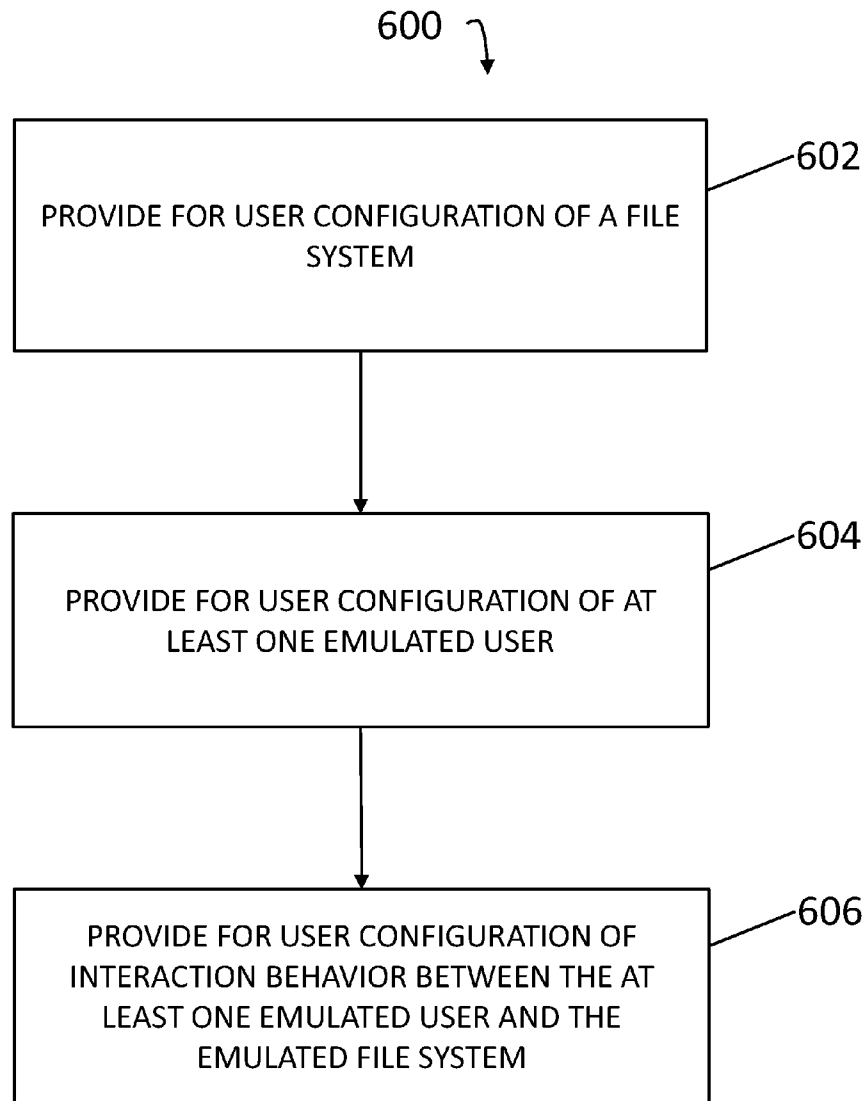 600
602
PROVIDE FOR USER CONFIGURATION OF A FILE
SYSTEM
604
PROVIDE FOR USER CONFIGURATION OF AT
LEAST ONE EMULATED USER
606
PROVIDE FOR USER CONFIGURATION OF
INTERACTION BEHAVIOR BETWEEN THE AT
LEAST ONE EMULATED USER AND THE
EMULATED FILE SYSTEM